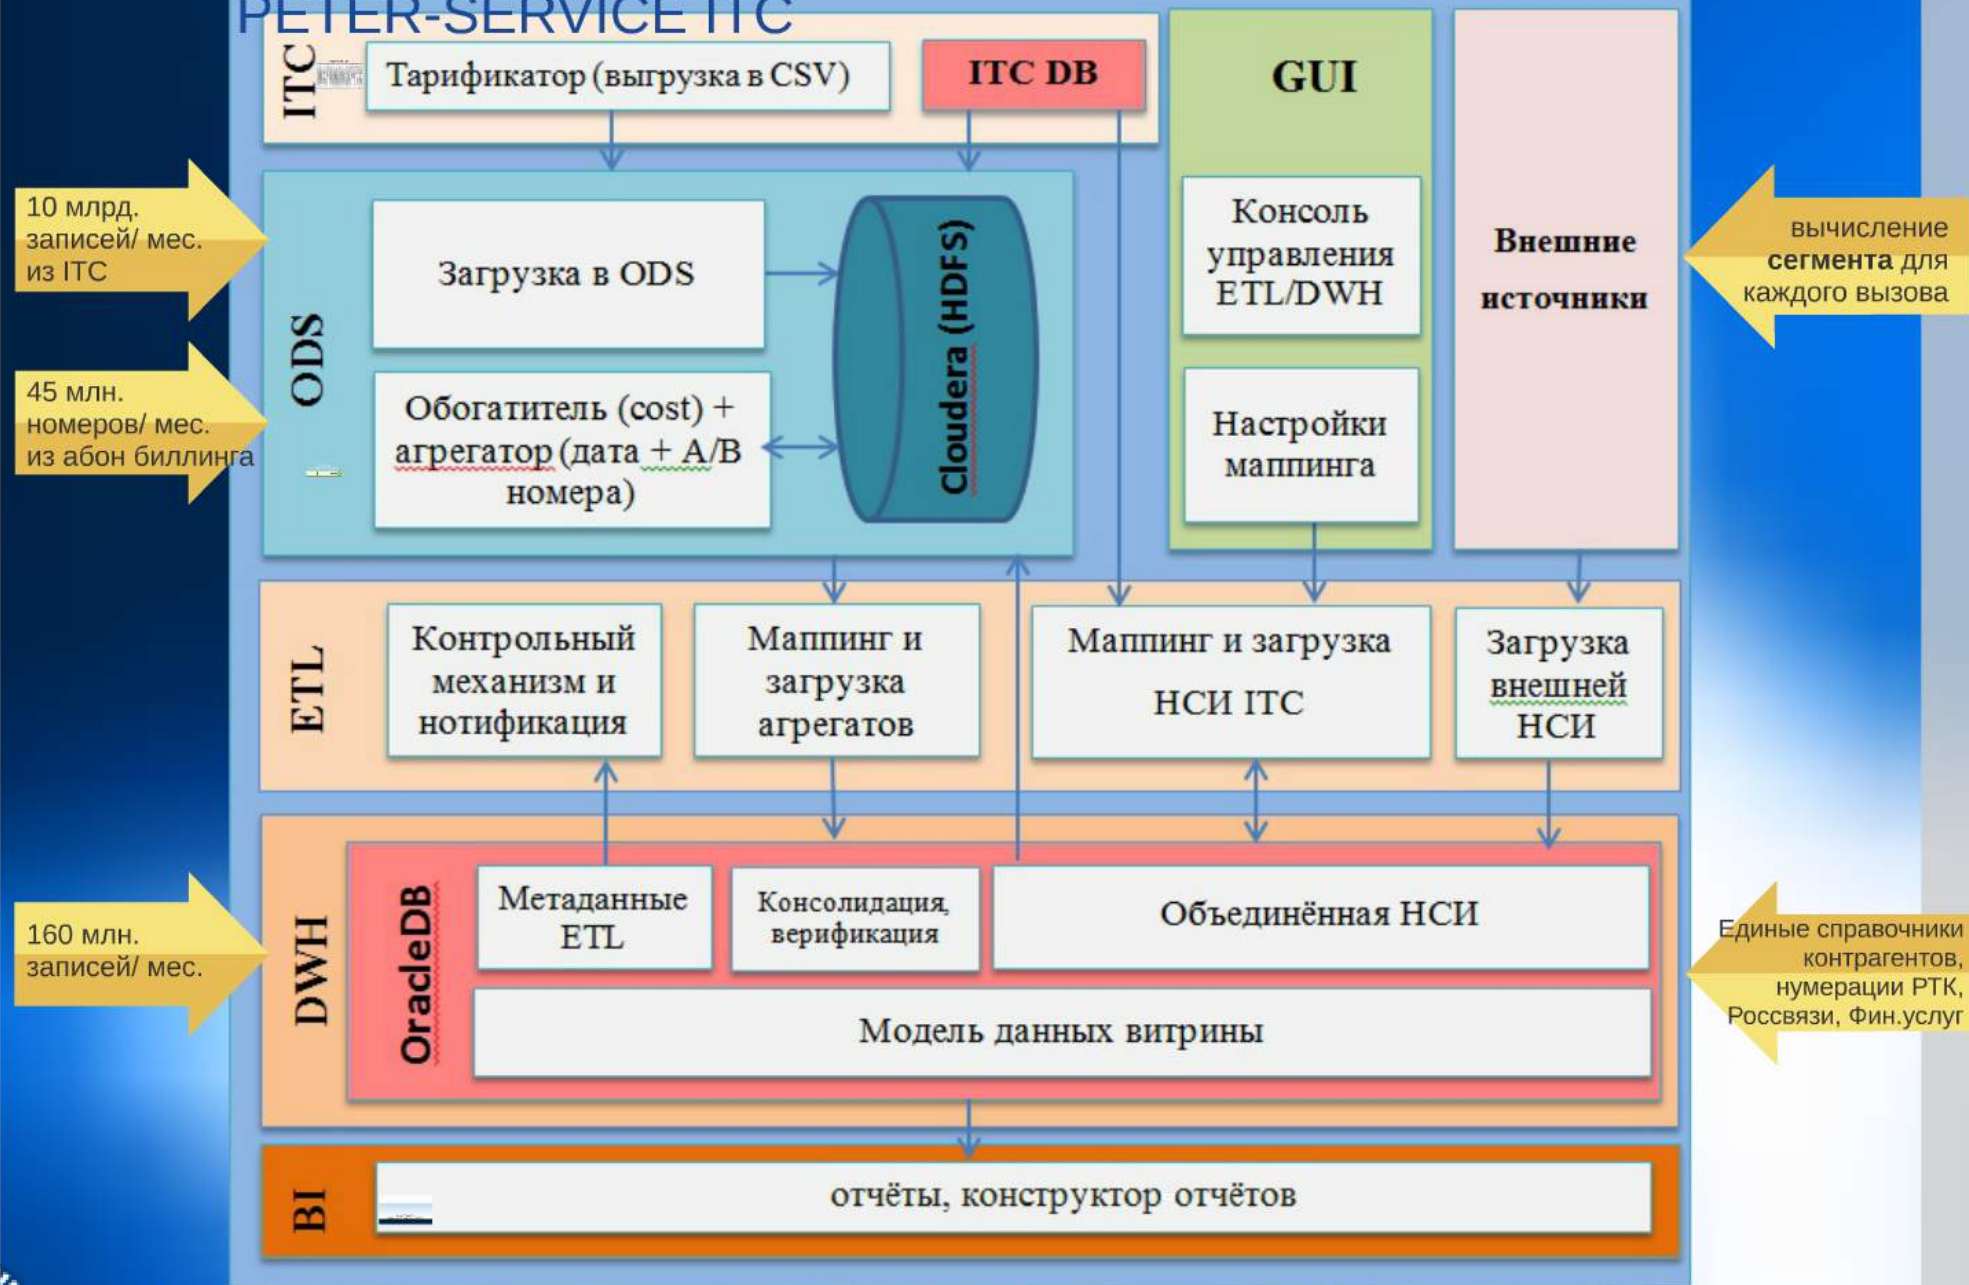 PETER-SERVICE ITC
ITC
Тарификатор (выгрузка в CSV)
ITC DB
GUI
Внешние
источники
10 млрд.
записей/ мес.
из ITC
45 млн.
номеров/ мес.
из абон биллинга
ODS
Загрузка в ODS
Обогатитель (cost) +
агрегатор (дата + A/B
номера)
Cloudera (HDFS)
Консоль
управления
ETL/DWH
Настройки
маппинга
вычисление
сегмента для
каждого вызова
ETL
Контрольный
механизм и
нотификация
Маппинг и
загрузка
агрегатов
Маппинг и загрузка
НСИ ITC
Загрузка
внешней
НСИ
160 млн.
записей/ мес.
DWH
OracleDB
Метаданные
ETL
Консолидация,
верификация
Объединённая НСИ
Модель данных витрины
Единые справочники
контрагентов,
нумерации РТК,
Россвязи, Фин.услуг
BI
отчёты, конструктор отчётов